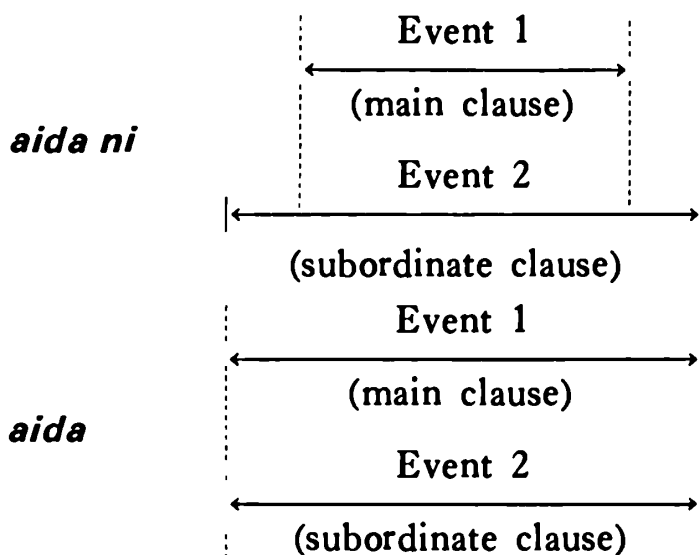 Event 1
(main clause)
aida ni
Event 2
(subordinate clause)
Event 1
(main clause)
aida
Event 2
(subordinate clause)